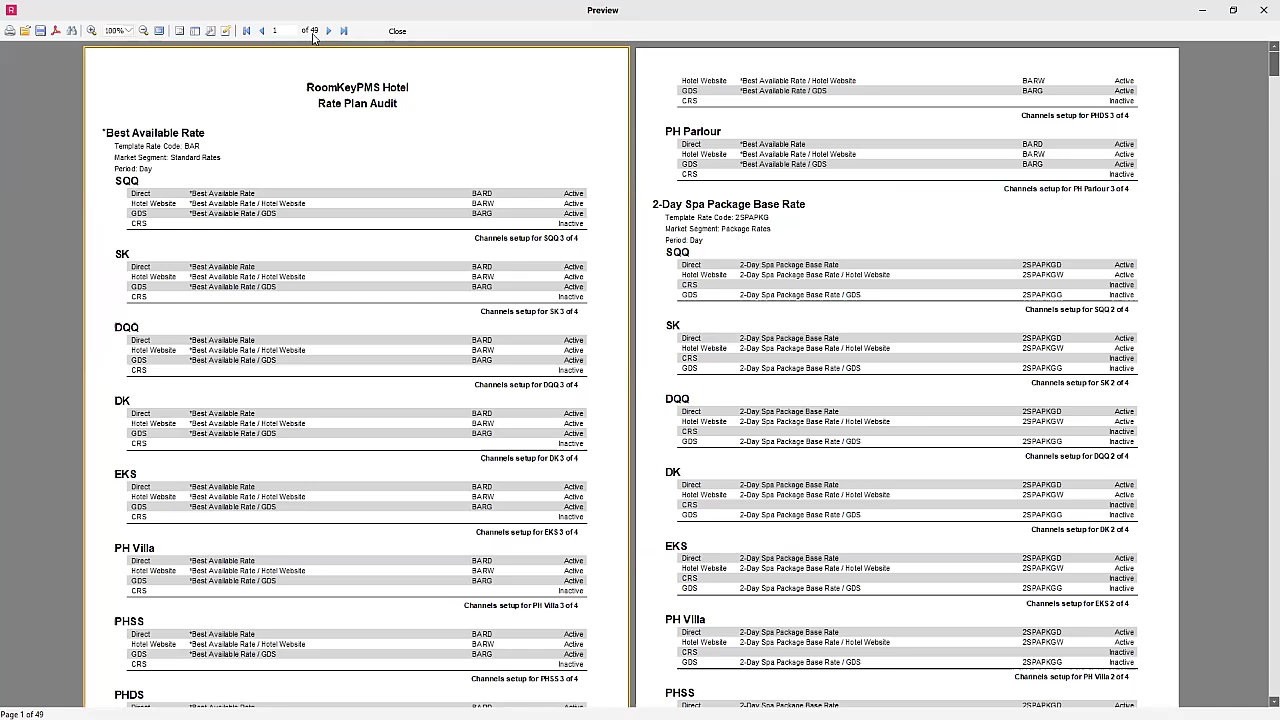 R
Preview
100%
1
of 49
Close
RoomKeyPMS Hotel
Rate Plan Audit
*Best Available Rate
Template Rate Code: BAR
Market Segment: Standard Rates
Period: Day
SQQ
Direct *Best Available Rate BARD Active
Hotel Website *Best Available Rate / Hotel Website BARW Active
GDS *Best Available Rate / GDS BARG Active
CRS Inactive
Channels setup for SQQ 3 of 4
SK
Direct *Best Available Rate BARD Active
Hotel Website *Best Available Rate / Hotel Website BARW Active
GDS *Best Available Rate / GDS BARG Active
CRS Inactive
Channels setup for SK 3 of 4
DQQ
Direct *Best Available Rate BARD Active
Hotel Website *Best Available Rate / Hotel Website BARW Active
GDS *Best Available Rate / GDS BARG Active
CRS Inactive
Channels setup for DQQ 3 of 4
DK
Direct *Best Available Rate BARD Active
Hotel Website *Best Available Rate / Hotel Website BARW Active
GDS *Best Available Rate / GDS BARG Active
CRS Inactive
Channels setup for DK 3 of 4
EKS
Direct *Best Available Rate BARD Active
Hotel Website *Best Available Rate / Hotel Website BARW Active
GDS *Best Available Rate / GDS BARG Active
CRS Inactive
Channels setup for EKS 3 of 4
PH Villa
Direct *Best Available Rate BARD Active
Hotel Website *Best Available Rate / Hotel Website BARW Active
GDS *Best Available Rate / GDS BARG Active
CRS Inactive
Channels setup for PH Villa 3 of 4
PHSS
Direct *Best Available Rate BARD Active
Hotel Website *Best Available Rate / Hotel Website BARW Active
GDS *Best Available Rate / GDS BARG Active
CRS Inactive
Channels setup for PHSS 3 of 4
PHDS
Direct *Best Available Rate BARD Active
Hotel Website *Best Available Rate / Hotel Website BARW Active
GDS *Best Available Rate / GDS BARG Active
CRS Inactive
Channels setup for PHDS 3 of 4
PH Parlour
Direct *Best Available Rate BARD Active
Hotel Website *Best Available Rate / Hotel Website BARW Active
GDS *Best Available Rate / GDS BARG Active
CRS Inactive
Channels setup for PH Parlour 3 of 4
2-Day Spa Package Base Rate
Template Rate Code: 2SPAPKG
Market Segment: Package Rates
Period: Day
SQQ
Direct 2-Day Spa Package Base Rate 2SPAPKGD Active
Hotel Website 2-Day Spa Package Base Rate / Hotel Website 2SPAPKGW Active
CRS Inactive
GDS 2-Day Spa Package Base Rate / GDS 2SPAPKGG Inactive
Channels setup for SQQ 2 of 4
SK
Direct 2-Day Spa Package Base Rate 2SPAPKGD Active
Hotel Website 2-Day Spa Package Base Rate / Hotel Website 2SPAPKGW Active
CRS Inactive
GDS 2-Day Spa Package Base Rate / GDS 2SPAPKGG Inactive
Channels setup for SK 2 of 4
DQQ
Direct 2-Day Spa Package Base Rate 2SPAPKGD Active
Hotel Website 2-Day Spa Package Base Rate / Hotel Website 2SPAPKGW Active
CRS Inactive
GDS 2-Day Spa Package Base Rate / GDS 2SPAPKGG Inactive
Channels setup for DQQ 2 of 4
DK
Direct 2-Day Spa Package Base Rate 2SPAPKGD Active
Hotel Website 2-Day Spa Package Base Rate / Hotel Website 2SPAPKGW Active
CRS Inactive
GDS 2-Day Spa Package Base Rate / GDS 2SPAPKGG Inactive
Channels setup for DK 2 of 4
EKS
Direct 2-Day Spa Package Base Rate 2SPAPKGD Active
Hotel Website 2-Day Spa Package Base Rate / Hotel Website 2SPAPKGW Active
CRS Inactive
GDS 2-Day Spa Package Base Rate / GDS 2SPAPKGG Inactive
Channels setup for EKS 2 of 4
PH Villa
Direct 2-Day Spa Package Base Rate 2SPAPKGD Active
Hotel Website 2-Day Spa Package Base Rate / Hotel Website 2SPAPKGW Active
CRS Inactive
GDS 2-Day Spa Package Base Rate / GDS 2SPAPKGG Inactive
Channels setup for PH Villa 2 of 4
PHSS
Direct 2-Day Spa Package Base Rate 2SPAPKGD Active
Page 1 of 49